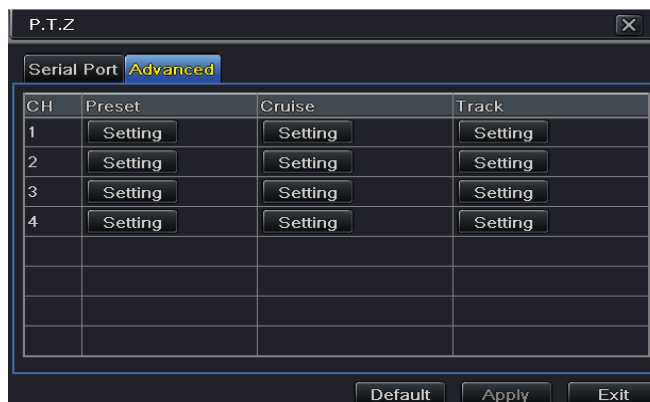 P.T.Z
Serial Port Advanced
CH Preset Cruise Track
1 Setting Setting Setting
2 Setting Setting Setting
3 Setting Setting Setting
4 Setting Setting Setting
Default Apply Exit